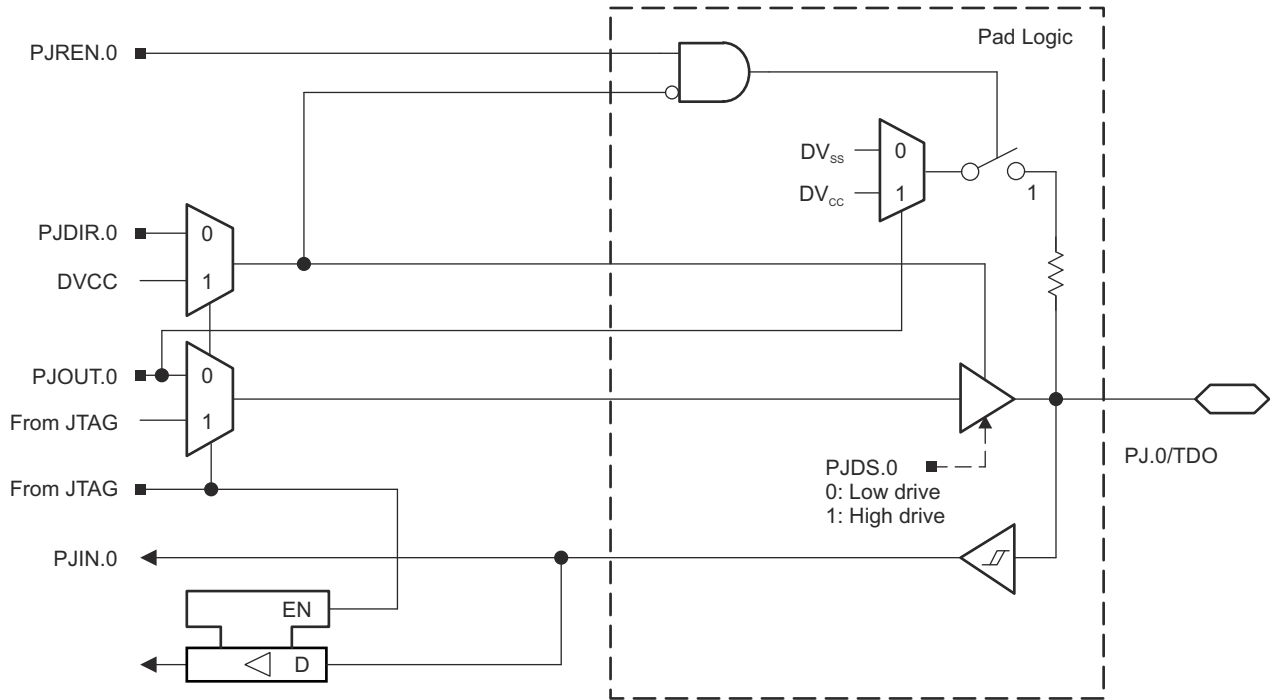 Pad Logic
PJREN.0
DVSS
0
DVCC
1
1
PJDIR.0
0
DVCC
1
PJOUT.0
0
From JTAG
1
PJ.0/TDO
PJDS.0
0: Low drive
1: High drive
From JTAG
PJIN.0
EN
D